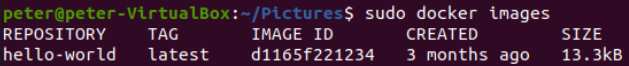 peter@peter-VirtualBox:~/Pictures$ sudo docker images
REPOSITORY TAG IMAGE ID CREATED SIZE
hello-world latest d1165f221234 3 months ago 13.3kB